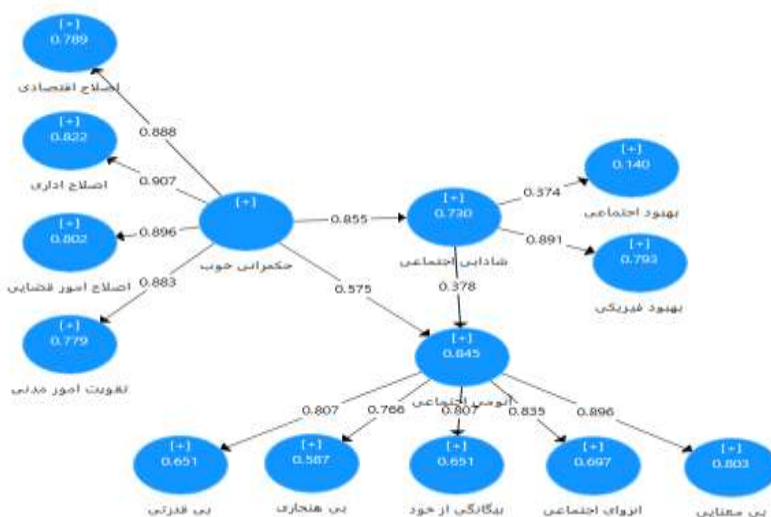 [+]
0.789
اصلاح اقتصادی
0.888
[+]
0.822
اصلاح اداری
0.907
[+]
0.802
اصلاح امور قضایی
0.896
[+]
0.779
تقویت امور مدنی
0.883
[+]
حکمرانی خوب
0.855
0.575
[+]
0.730
شادابی اجتماعی
0.374
[+]
0.140
بهبود اجتماعی
0.891
[+]
0.793
بهبود فیزیکی
0.378
[+]
0.845
آنومی اجتماعی
0.807
0.766
0.807
0.835
0.896
[+]
0.651
بی قدرتی
[+]
0.587
بی هنجاری
[+]
0.651
بیگانگی از خود
[+]
0.697
انزوای اجتماعی
[+]
0.803
بی معنایی